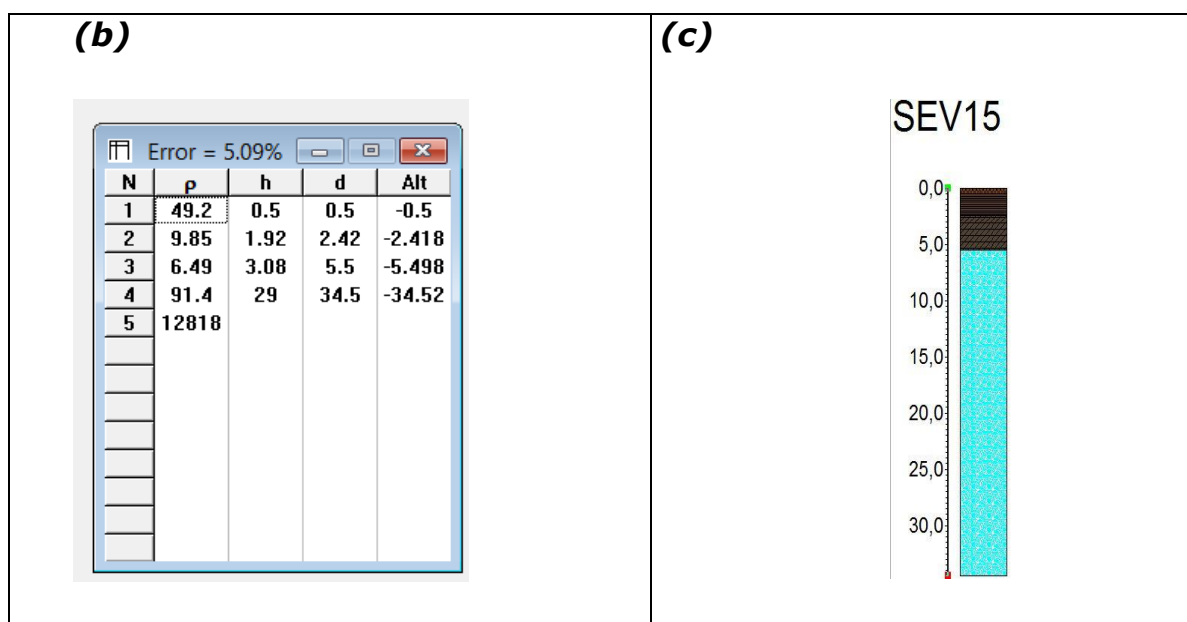 (b)
Error = 5.09%
N ρ h d Alt
1 49.2 0.5 0.5 -0.5
2 9.85 1.92 2.42 -2.418
3 6.49 3.08 5.5 -5.498
4 91.4 29 34.5 -34.52
5 12818
(c)
SEV15
0,0
5,0
10,0
15,0
20,0
25,0
30,0